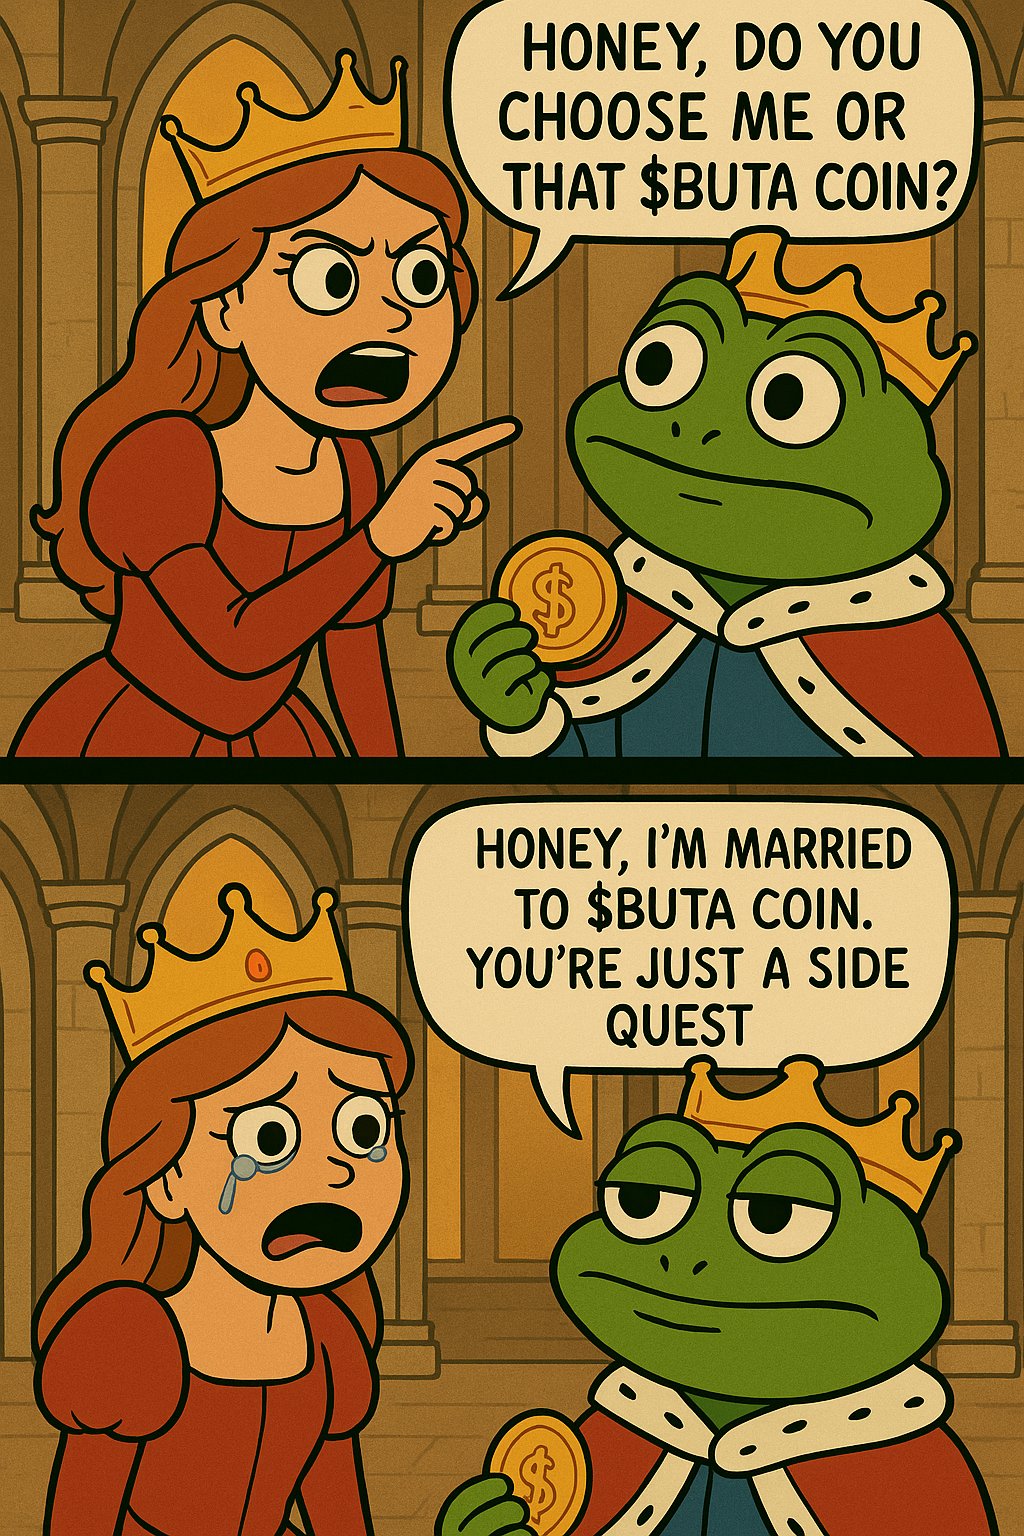 HONEY, DO YOU
CHOOSE ME OR
THAT $BUTA COIN?
$
HONEY, I'M MARRIED
TO $BUTA COIN.
YOU'RE JUST A SIDE
QUEST
$